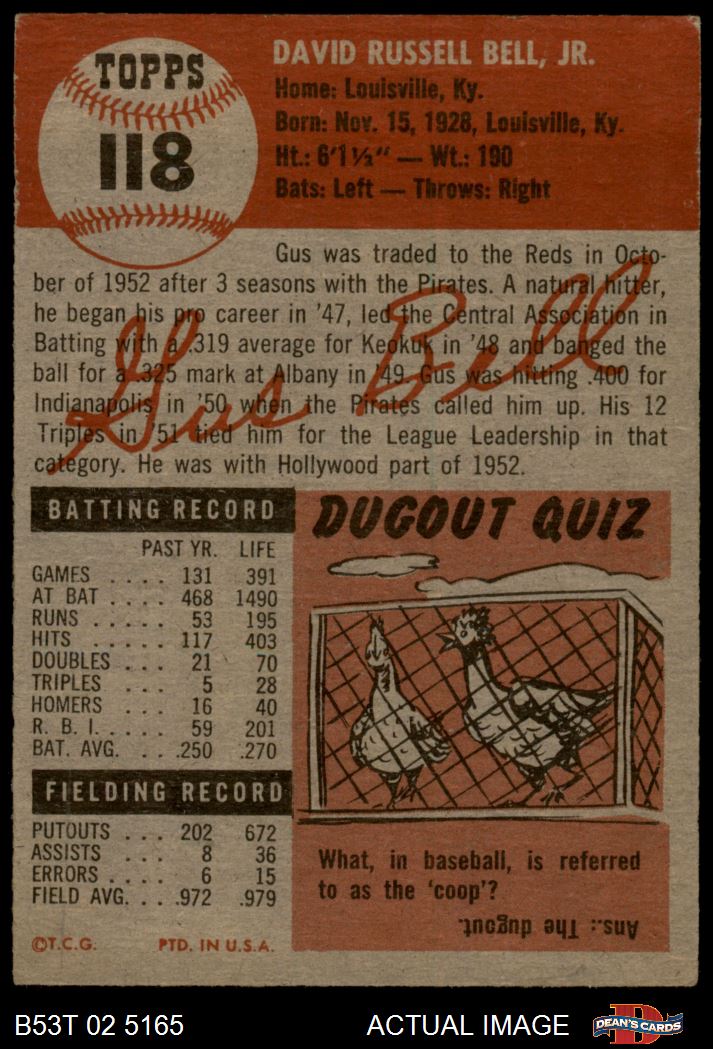 TOPPS
118
DAVID RUSSELL BELL, JR.
Home: Louisville, Ky.
Born: Nov. 15, 1928, Louisville, Ky.
Ht.: 6'1½" — Wt.: 190
Bats: Left — Throws: Right
Gus was traded to the Reds in Octo-
ber of 1952 after 3 seasons with the Pirates. A natural hitter,
he began his pro career in '47, led the Central Association in
Batting with a .319 average for Keokuk in '48 and banged the
ball for a .325 mark at Albany in '49. Gus was hitting .400 for
Indianapolis in '50 when the Pirates called him up. His 12
Triples in '51 tied him for the League Leadership in that
category. He was with Hollywood part of 1952.
Gus Bell
BATTING RECORD
PAST YR. LIFE
GAMES .... 131 391
AT BAT .... 468 1490
RUNS .... 53 195
HITS ..... 117 403
DOUBLES ... 21 70
TRIPLES ... 5 28
HOMERS ... 16 40
R. B. I. .... 59 201
BAT. AVG. ... .250 .270
FIELDING RECORD
PUTOUTS ... 202 672
ASSISTS ... 8 36
ERRORS .... 6 15
FIELD AVG. ... .972 .979
©T.C.G. PTD. IN U.S.A.
DUGOUT QUIZ
What, in baseball, is referred
to as the 'coop'?
Ans.: The dugout.
B53T 02 5165 ACTUAL IMAGE
D
DEAN'S CARDS